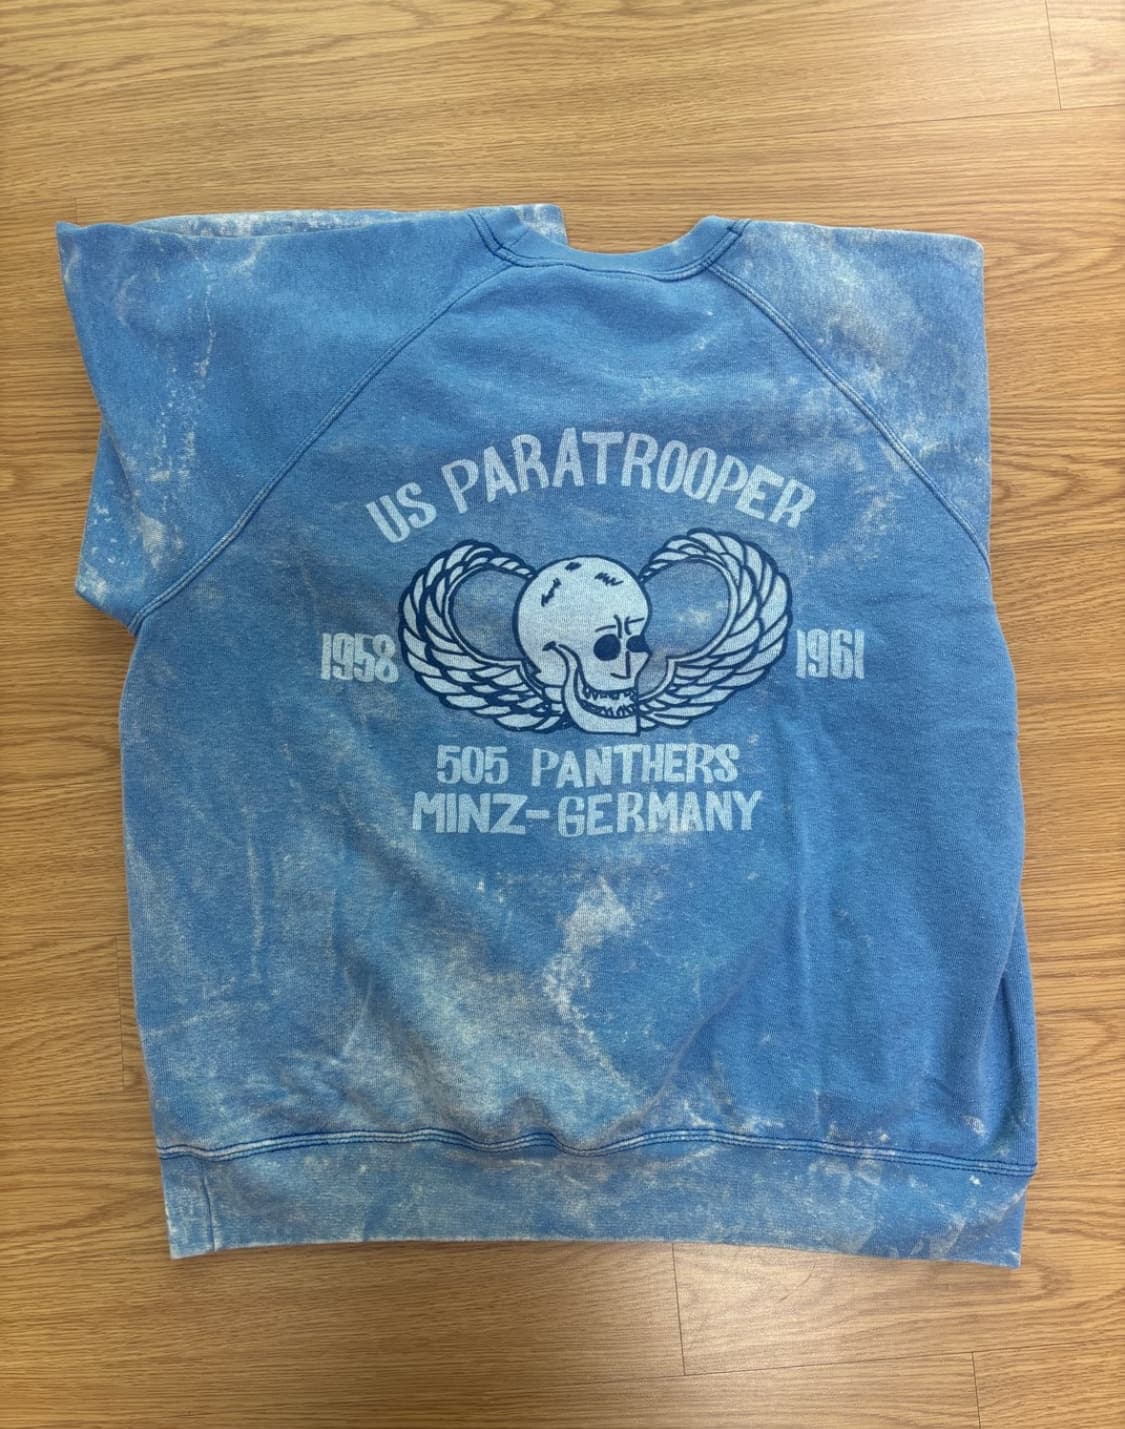 US PARATROOPER
1958 1961
505 PANTHERS
MINZ-GERMANY